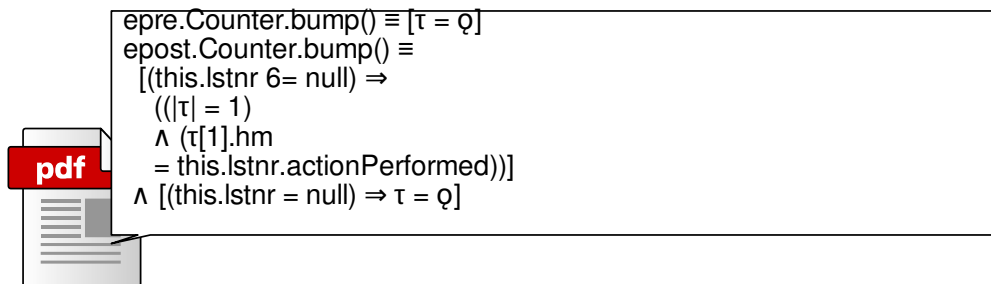 epre.Counter.bump() ≡ [τ = ǫ]
epost.Counter.bump() ≡
[(this.lstnr 6= null) ⇒
((|τ| = 1)
∧ (τ[1].hm
= this.lstnr.actionPerformed))]
∧ [(this.lstnr = null) ⇒ τ = ǫ]
pdf